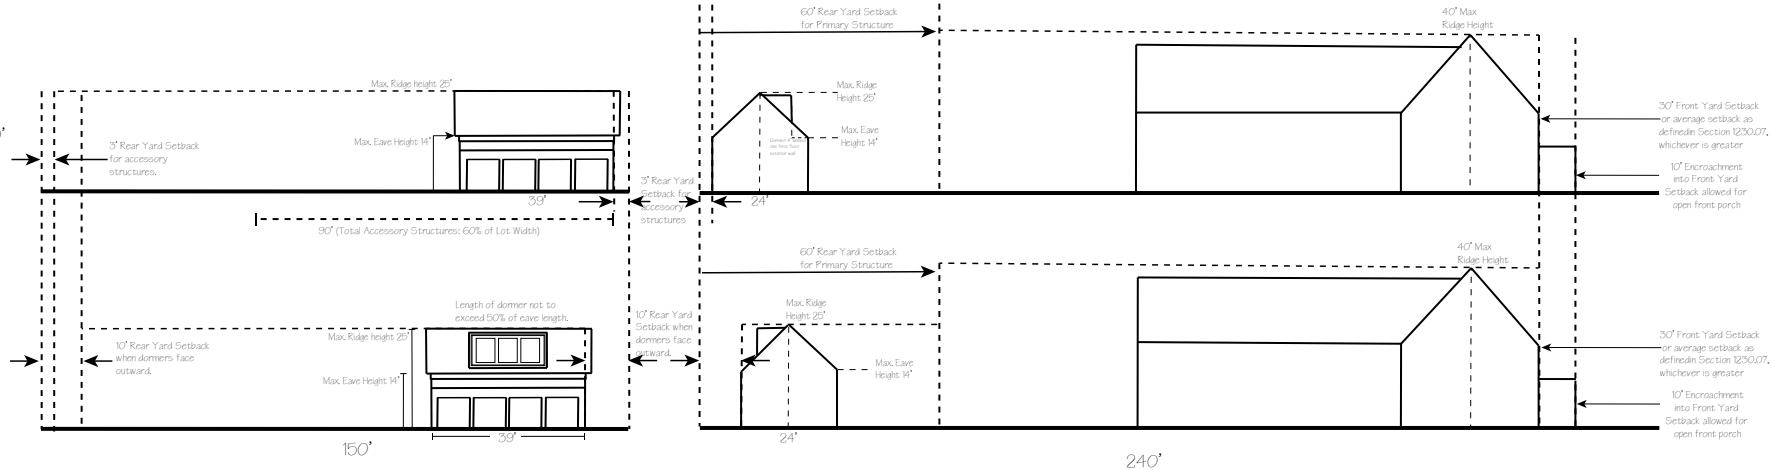 60' Rear Yard Setback
for Primary Structure
40' Max
Ridge Height
Max. Ridge height 25'
Max. Ridge
Height 25'
Max. Eave Height 14'
3' Rear Yard Setback
for accessory
structures.
Max. Eave
Height 14'
exterior wall
30' Front Yard Setback
or average setback as
definedin Section 1230.07,
whichever is greater
10' Encroachment
into Front Yard
Setback allowed for
open front porch
3' Rear Yard
Setback for
accessory
structures
39'
24'
90' (Total Accessory Structures: 60% of Lot Width)
60' Rear Yard Setback
for Primary Structure
40' Max
Ridge Height
Length of dormer not to
exceed 50% of eave length.
Max. Ridge
Height 25'
10' Rear Yard
Setback when
dormers face
outward.
Max. Ridge height 25'
10' Rear Yard Setback
when dormers face
outward.
Max. Eave Height 14'
Max. Eave
Height 14'
30' Front Yard Setback
or average setback as
definedin Section 1230.07,
whichever is greater
10' Encroachment
into Front Yard
Setback allowed for
open front porch
39'
24'
150'
240'